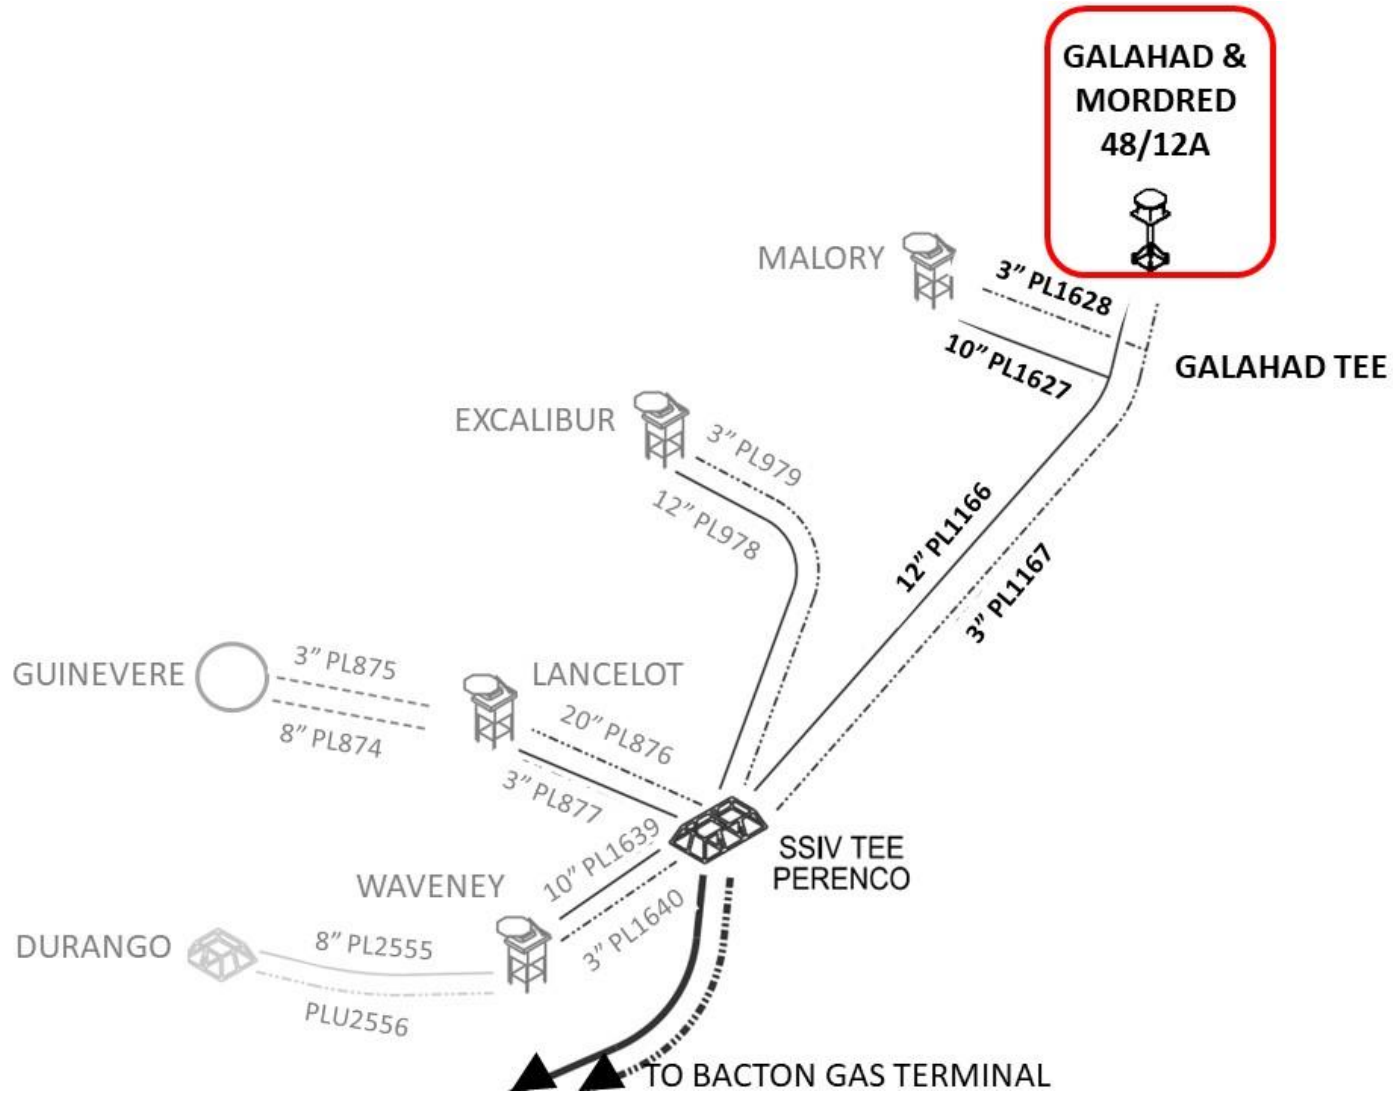 GALAHAD &
MORDRED
48/12A
MALORY
3” PL1628
10” PL1627
GALAHAD TEE
EXCALIBUR
3” PL979
12” PL978
12” PL1166
3” PL1167
GUINEVERE
3” PL875
8” PL874
LANCELOT
20” PL876
3” PL877
10” PL1639
3” PL1640
SSIV TEE
PERENCO
WAVENEY
DURANGO
8” PL2555
PLU2556
TO BACTON GAS TERMINAL